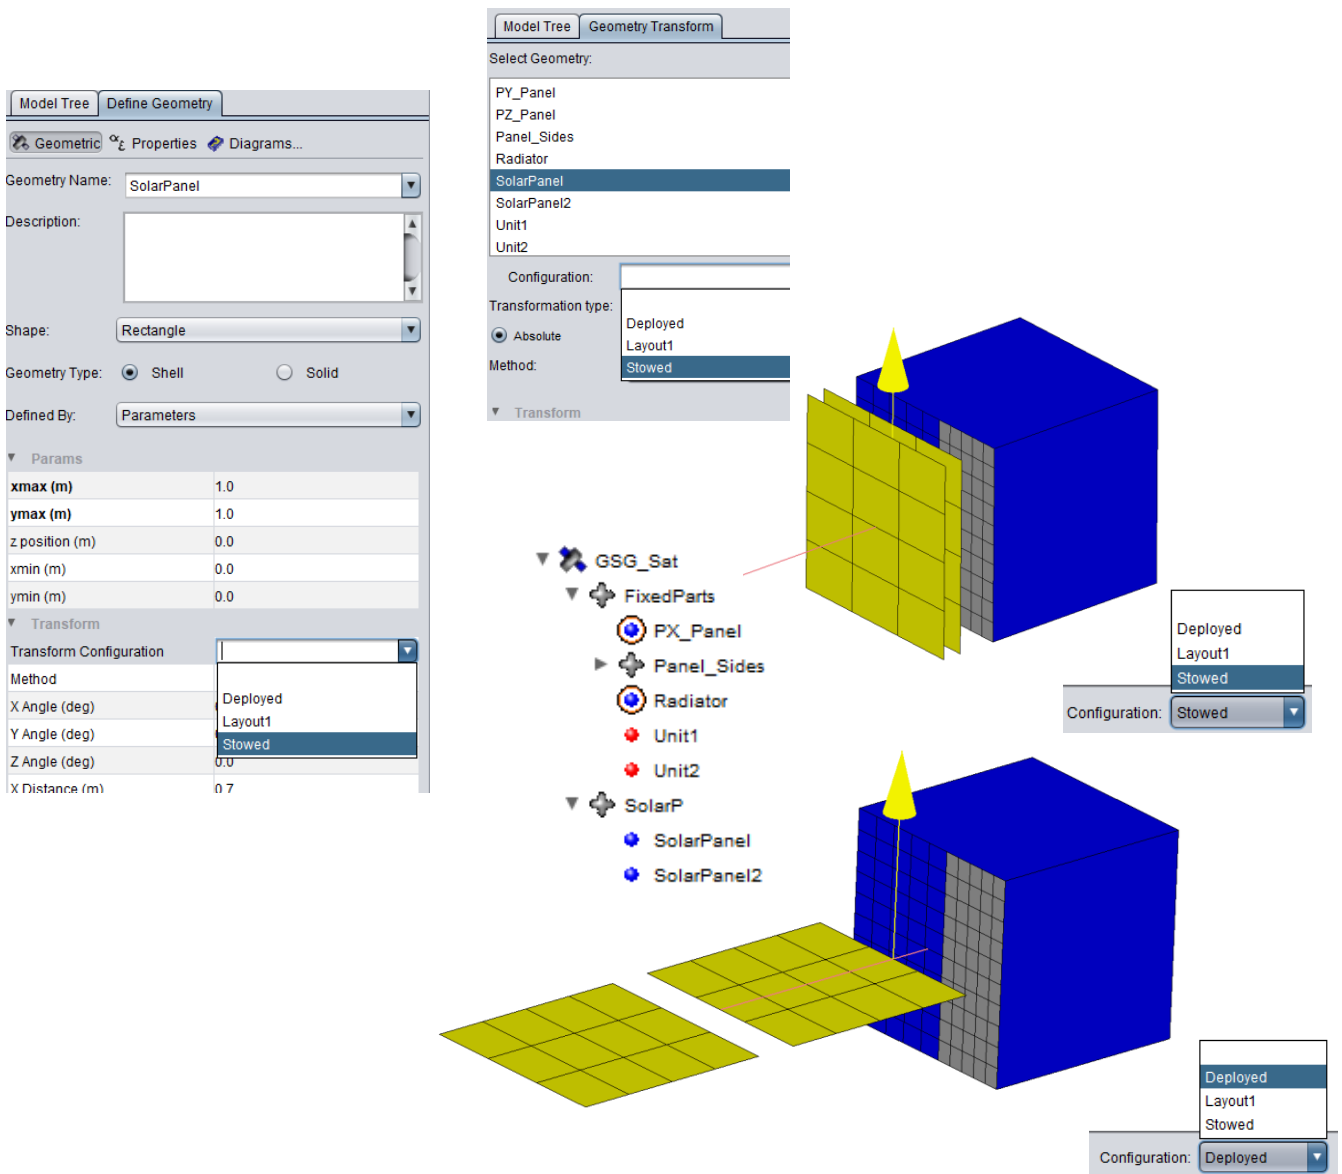 Model Tree
Define Geometry
Geometric
αε Properties
Diagrams...
Geometry Name:
SolarPanel
Description:
Shape:
Rectangle
Geometry Type:
Shell
Solid
Defined By:
Parameters
Params
xmax (m) 1.0
ymax (m) 1.0
z position (m) 0.0
xmin (m) 0.0
ymin (m) 0.0
Transform
Transform Configuration
Method
X Angle (deg)
Y Angle (deg)
Z Angle (deg) 0.0
X Distance (m) 0.7
Deployed
Layout1
Stowed
Model Tree
Geometry Transform
Select Geometry:
PY_Panel
PZ_Panel
Panel_Sides
Radiator
SolarPanel
SolarPanel2
Unit1
Unit2
Configuration:
Transformation type:
Absolute
Method:
Deployed
Layout1
Stowed
Transform
GSG_Sat
FixedParts
PX_Panel
Panel_Sides
Radiator
Unit1
Unit2
SolarP
SolarPanel
SolarPanel2
Deployed
Layout1
Stowed
Configuration: Stowed
Deployed
Layout1
Stowed
Configuration: Deployed